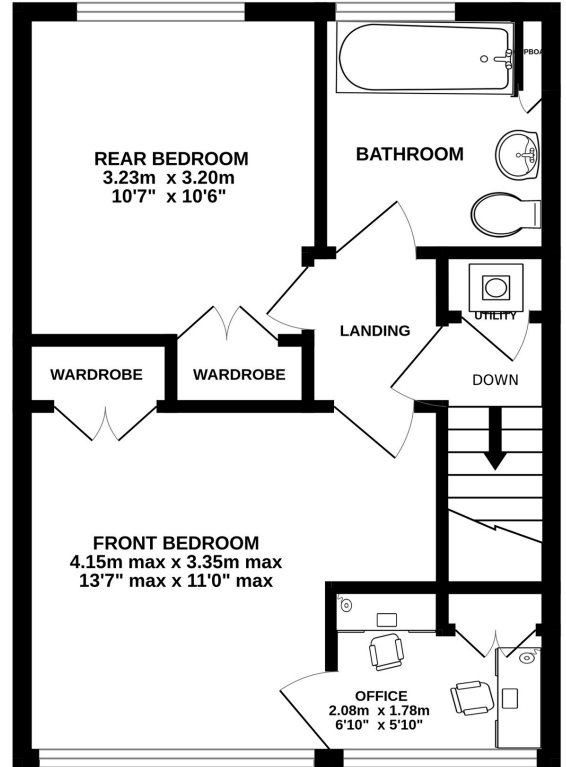 REAR BEDROOM
3.23m x 3.20m
10'7" x 10'6"
BATHROOM
UTILITY
LANDING
DOWN
WARDROBE
WARDROBE
FRONT BEDROOM
4.15m max x 3.35m max
13'7" max x 11'0" max
OFFICE
2.08m x 1.78m
6'10" x 5'10"